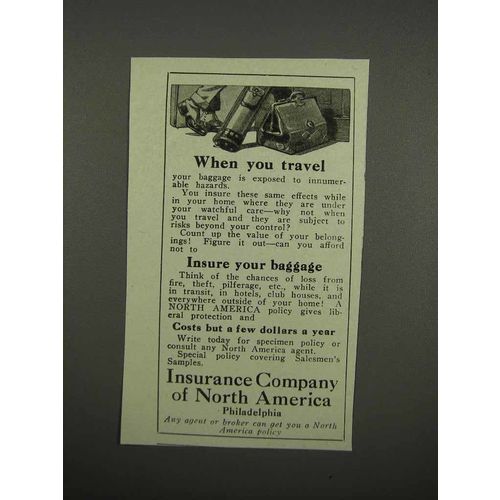 When you travel
your baggage is exposed to innumer-
able hazards.
You insure these same effects while
in your home where they are under
your watchful care—why not when
you travel and they are subject to
risks beyond your control?
Count up the value of your belong-
ings! Figure it out—can you afford
not to
Insure your baggage
Think of the chances of loss from
fire, theft, pilferage, etc., while it is
in transit, in hotels, club houses, and
everywhere outside of your home! A
NORTH AMERICA policy gives lib-
eral protection and
Costs but a few dollars a year
Write today for specimen policy or
consult any North America agent.
Special policy covering Salesmen's
Samples.
Insurance Company
of North America
Philadelphia
Any agent or broker can get you a North
America policy